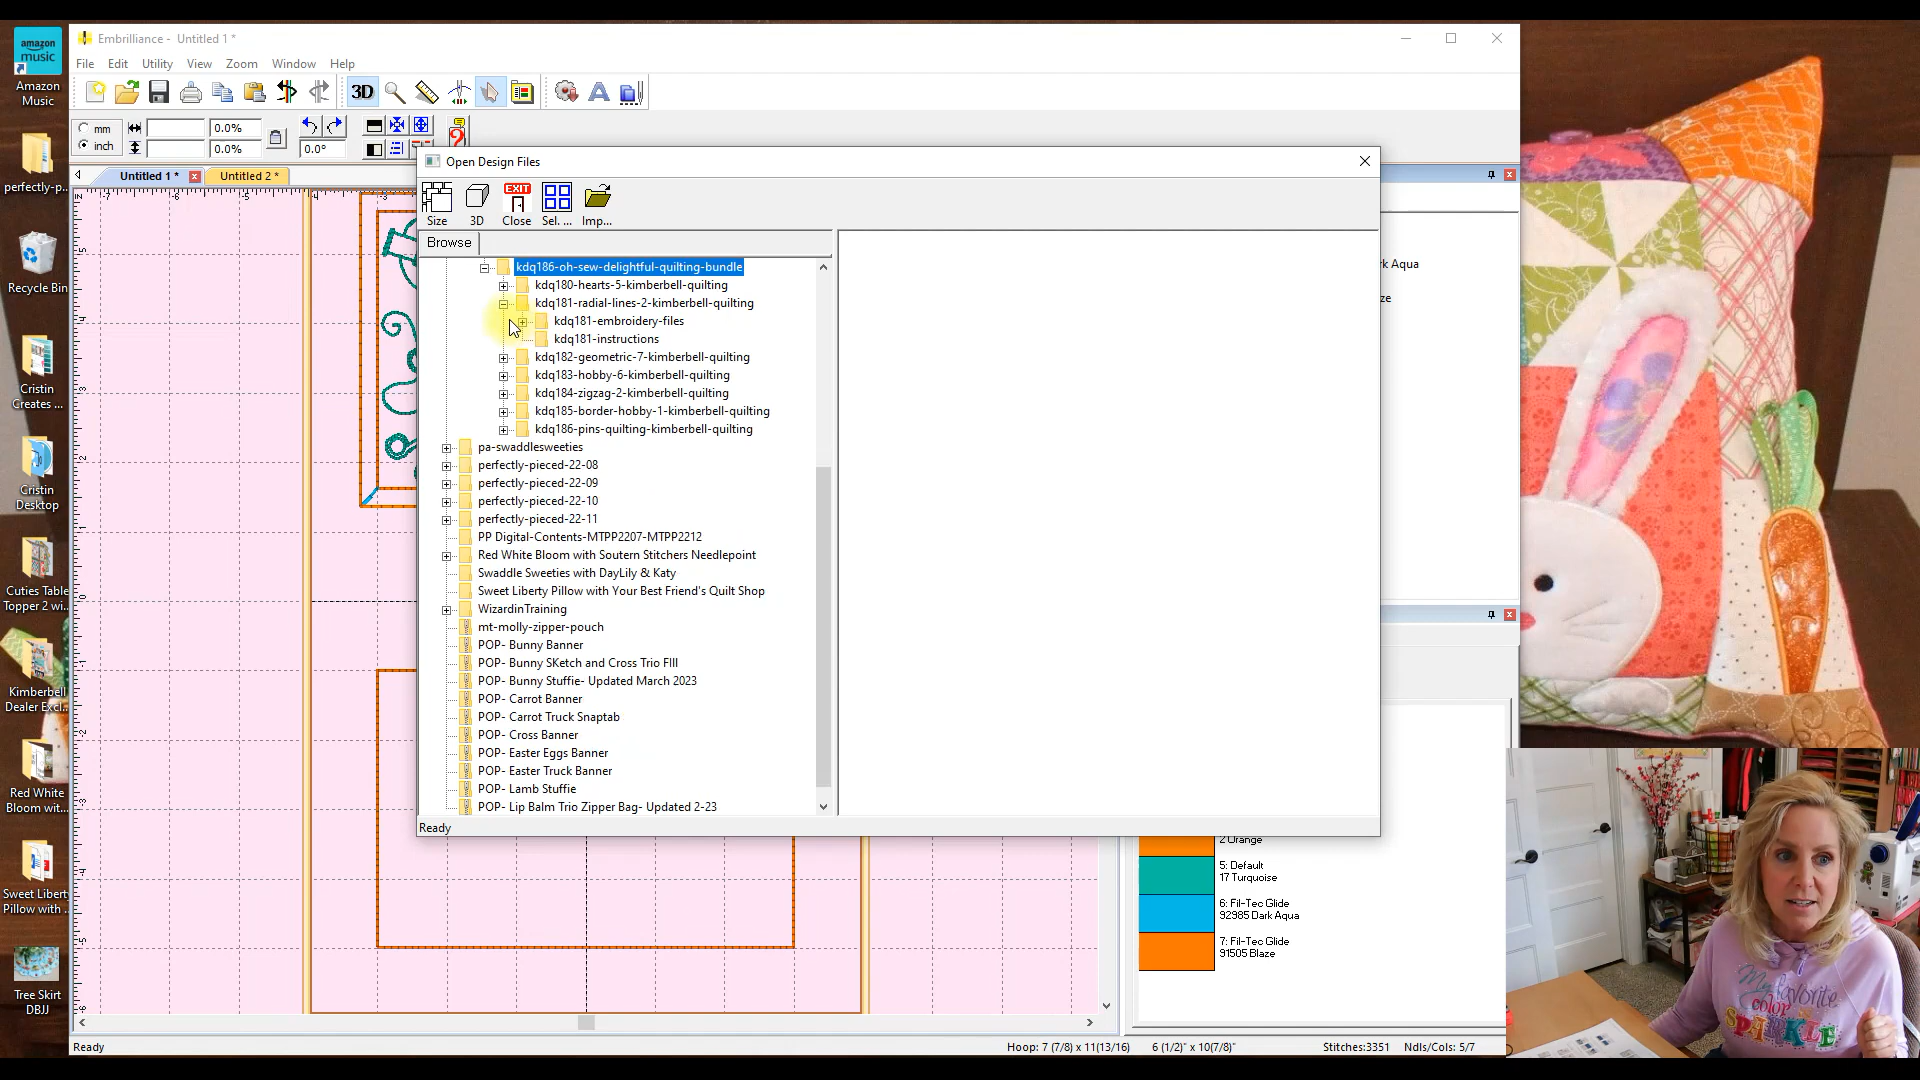 Embrilliance - Untitled 1 *
File Edit Utility View Zoom Window Help
3D
mm
inch
0.0%
0.0%
0.0°
Untitled 1 *
Untitled 2 *
Open Design Files
Size
3D
EXIT
Close
Sel. ...
Imp...
Browse
kdq186-oh-sew-delightful-quilting-bundle
kdq180-hearts-5-kimberbell-quilting
kdq181-radial-lines-2-kimberbell-quilting
kdq181-embroidery-files
kdq181-instructions
kdq182-geometric-7-kimberbell-quilting
kdq183-hobby-6-kimberbell-quilting
kdq184-zigzag-2-kimberbell-quilting
kdq185-border-hobby-1-kimberbell-quilting
kdq186-pins-quilting-kimberbell-quilting
pa-swaddlesweeties
perfectly-pieced-22-08
perfectly-pieced-22-09
perfectly-pieced-22-10
perfectly-pieced-22-11
PP Digital-Contents-MTPP2207-MTPP2212
Red White Bloom with Soutern Stitchers Needlepoint
Swaddle Sweeties with DayLily & Katy
Sweet Liberty Pillow with Your Best Friend's Quilt Shop
WizardinTraining
mt-molly-zipper-pouch
POP- Bunny Banner
POP- Bunny SKetch and Cross Trio FIll
POP- Bunny Stuffie- Updated March 2023
POP- Carrot Banner
POP- Carrot Truck Snaptab
POP- Cross Banner
POP- Easter Eggs Banner
POP- Easter Truck Banner
POP- Lamb Stuffie
POP- Lip Balm Trio Zipper Bag- Updated 2-23
Ready
rk Aqua
ze
2 Orange
5: Default
17 Turquoise
6: Fil-Tec Glide
92985 Dark Aqua
7: Fil-Tec Glide
91505 Blaze
Ready
Hoop: 7 (7/8) x 11(13/16)
6 (1/2)" x 10(7/8)"
Stitches:3351
Ndls/Cols: 5/7
amazon
music
Amazon
Music
perfectly-p...
Recycle Bin
Cristin
Creates ...
Cristin
Desktop
Cuties Table
Topper 2 wi...
Kimberbell
Dealer Excl...
Red White
Bloom wit...
Sweet Liberty
Pillow with ...
Tree Skirt
DBJJ
My favorite
color
SPARKLE